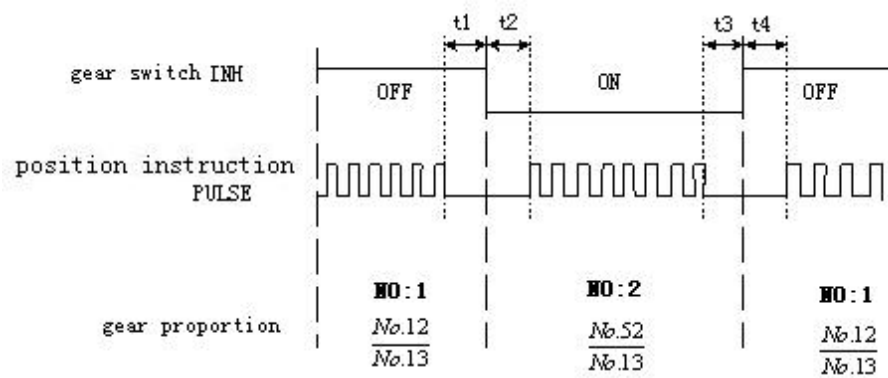 t1 t2 t3 t4
gear switch INH
OFF ON OFF
position instruction
PULSE
NO:1 NO:2 NO:1
gear proportion
No.12 No.52 No.12
No.13 No.13 No.13